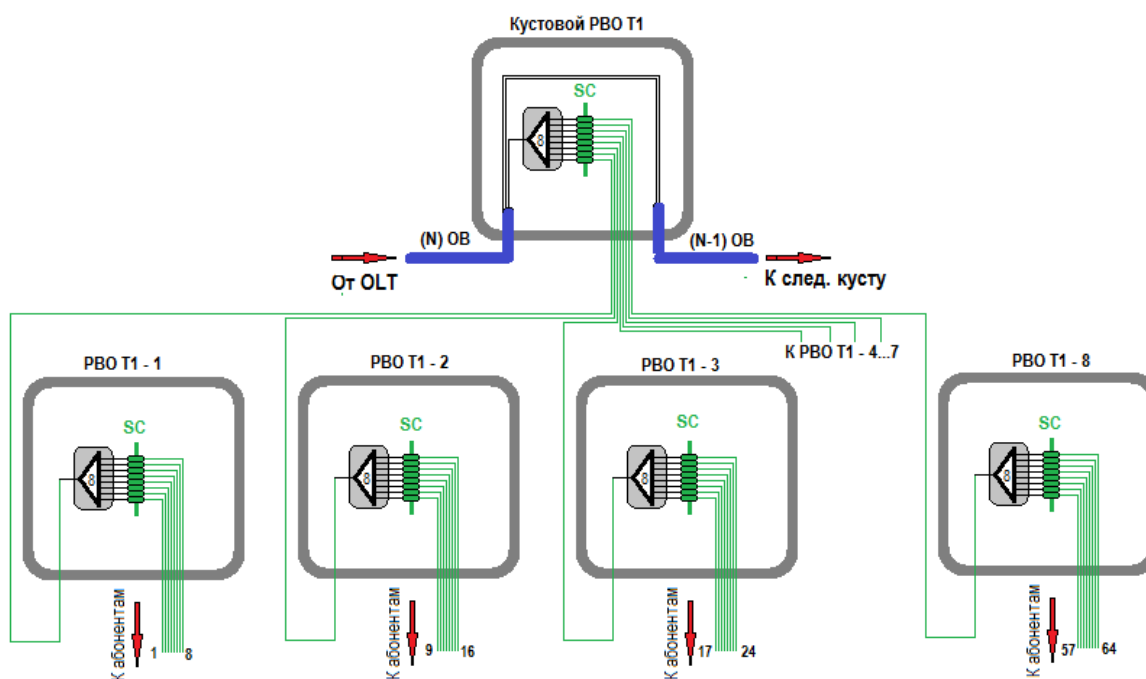 Кустовой РВО Т1
SC
8
(N) ОВ
(N-1) ОВ
От OLT
К след. кусту
К РВО Т1 - 4...7
РВО Т1 - 1
РВО Т1 - 2
РВО Т1 - 3
РВО Т1 - 8
SC
SC
SC
SC
8
8
8
8
К абонентам
1
8
К абонентам
9
16
К абонентам
17
24
К абонентам
57
64